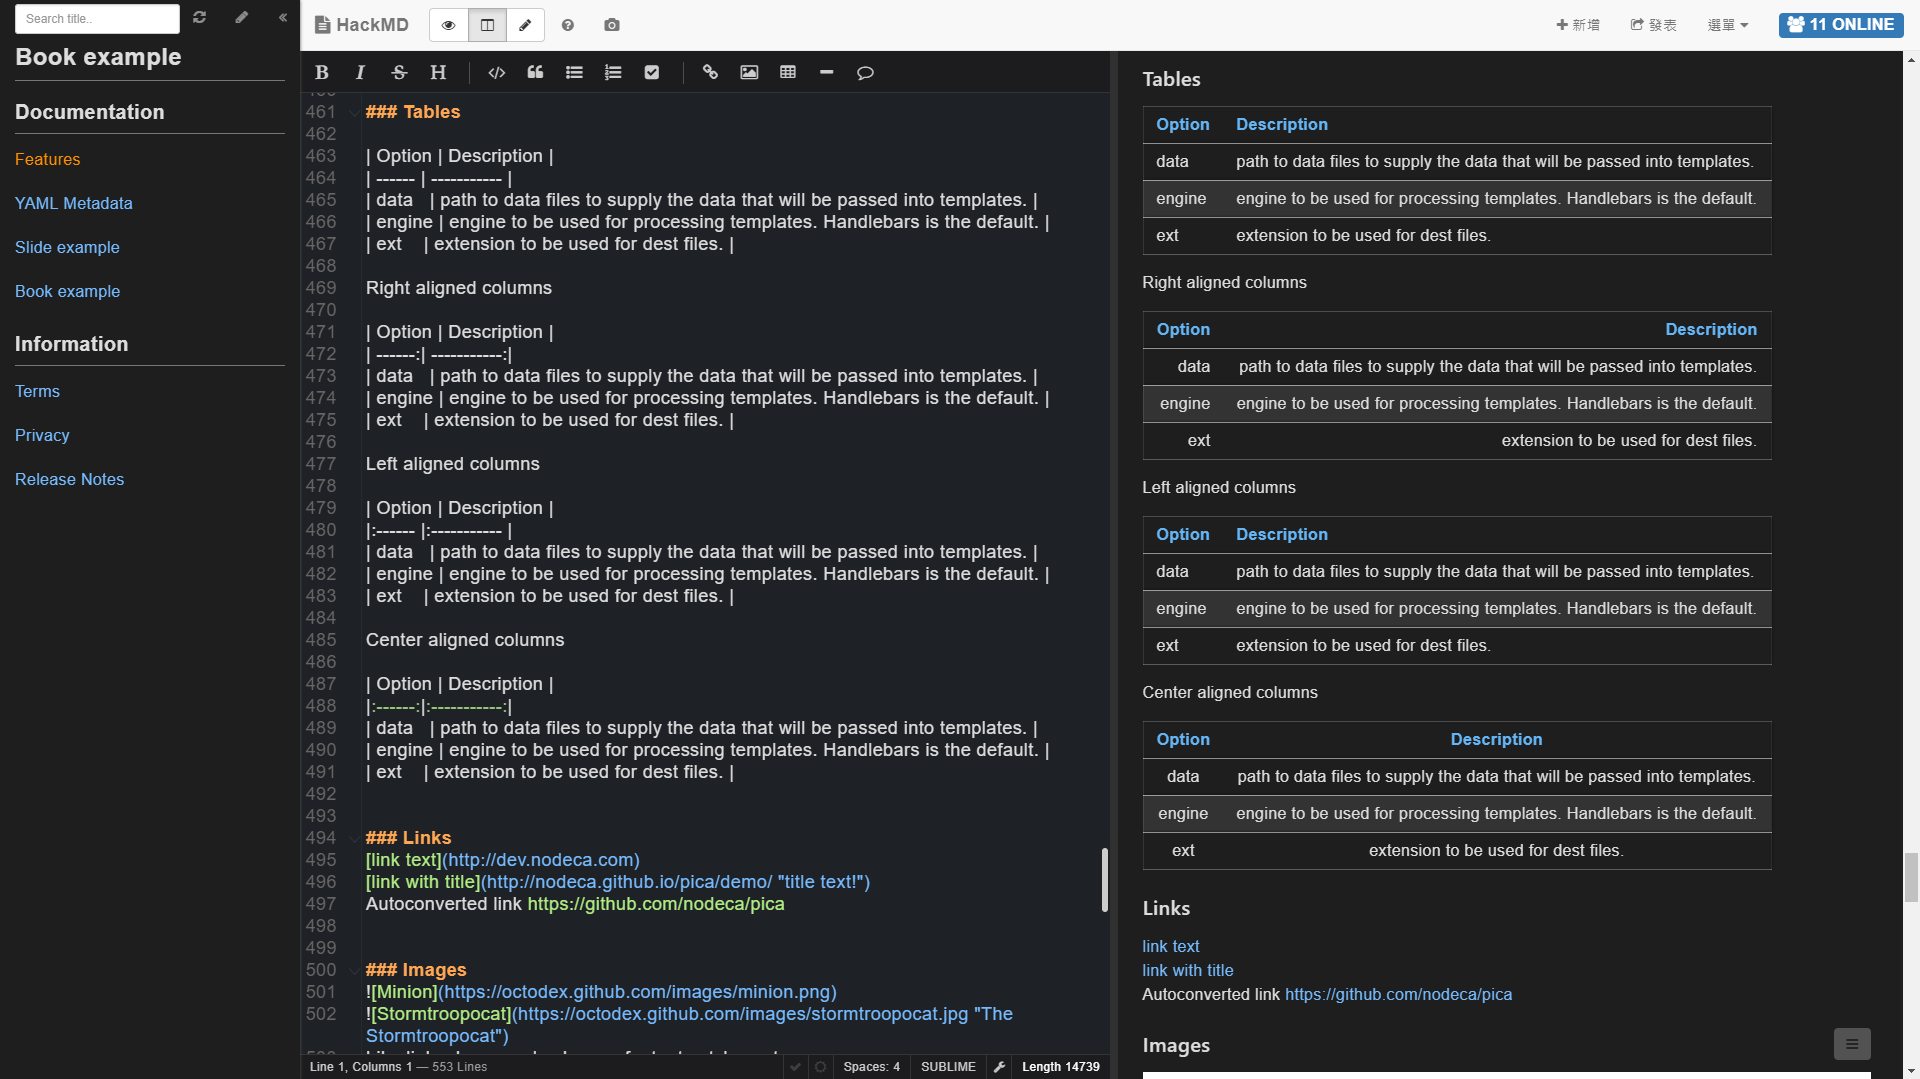 Search title..
Book example
Documentation
Features
YAML Metadata
Slide example
Book example
Information
Terms
Privacy
Release Notes
HackMD
新增
發表
選單
11 ONLINE
B I S H
461 ### Tables
462
463 | Option | Description |
464 | ------ | ----------- |
465 | data   | path to data files to supply the data that will be passed into templates. |
466 | engine | engine to be used for processing templates. Handlebars is the default. |
467 | ext    | extension to be used for dest files. |
468
469 Right aligned columns
470
471 | Option | Description |
472 | ------:| -----------:|
473 | data   | path to data files to supply the data that will be passed into templates. |
474 | engine | engine to be used for processing templates. Handlebars is the default. |
475 | ext    | extension to be used for dest files. |
476
477 Left aligned columns
478
479 | Option | Description |
480 |:------ |:----------- |
481 | data   | path to data files to supply the data that will be passed into templates. |
482 | engine | engine to be used for processing templates. Handlebars is the default. |
483 | ext    | extension to be used for dest files. |
484
485 Center aligned columns
486
487 | Option | Description |
488 |:------:|:-----------:|
489 | data   | path to data files to supply the data that will be passed into templates. |
490 | engine | engine to be used for processing templates. Handlebars is the default. |
491 | ext    | extension to be used for dest files. |
492
493
494 ### Links
495 [link text](http://dev.nodeca.com)
496 [link with title](http://nodeca.github.io/pica/demo/ "title text!")
497 Autoconverted link https://github.com/nodeca/pica
498
499
500 ### Images
501 ![Minion](https://octodex.github.com/images/minion.png)
502 ![Stormtroopocat](https://octodex.github.com/images/stormtroopocat.jpg "The
Stormtroopocat")
Line 1, Columns 1 — 553 Lines
Spaces: 4
SUBLIME
Length 14739
Tables
Option Description
data path to data files to supply the data that will be passed into templates.
engine engine to be used for processing templates. Handlebars is the default.
ext extension to be used for dest files.
Right aligned columns
Option Description
data path to data files to supply the data that will be passed into templates.
engine engine to be used for processing templates. Handlebars is the default.
ext extension to be used for dest files.
Left aligned columns
Option Description
data path to data files to supply the data that will be passed into templates.
engine engine to be used for processing templates. Handlebars is the default.
ext extension to be used for dest files.
Center aligned columns
Option Description
data path to data files to supply the data that will be passed into templates.
engine engine to be used for processing templates. Handlebars is the default.
ext extension to be used for dest files.
Links
link text
link with title
Autoconverted link https://github.com/nodeca/pica
Images